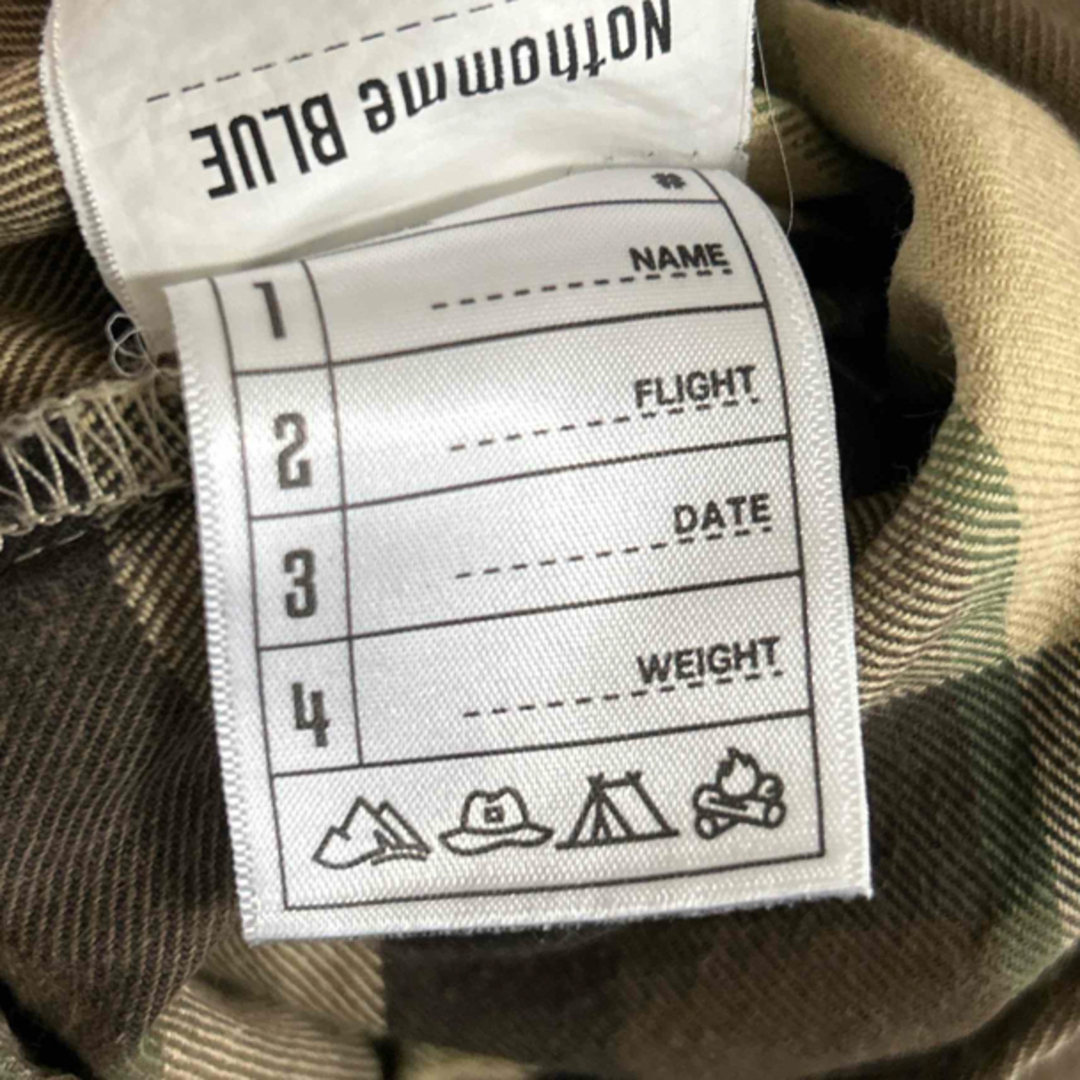 Nothomme BLUE
#
1 NAME
2 FLIGHT
3 DATE
4 WEIGHT